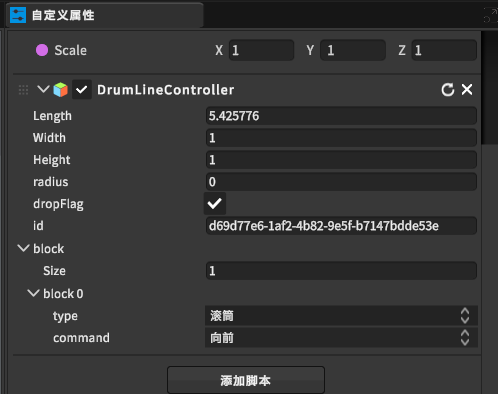 自定义属性
Scale X 1 Y 1 Z 1
DrumLineController
Length 5.425776
Width 1
Height 1
radius 0
dropFlag
id d69d77e6-1af2-4b82-9e5f-b7147bdde53e
block
Size 1
block 0
type 滚筒
command 向前
添加脚本